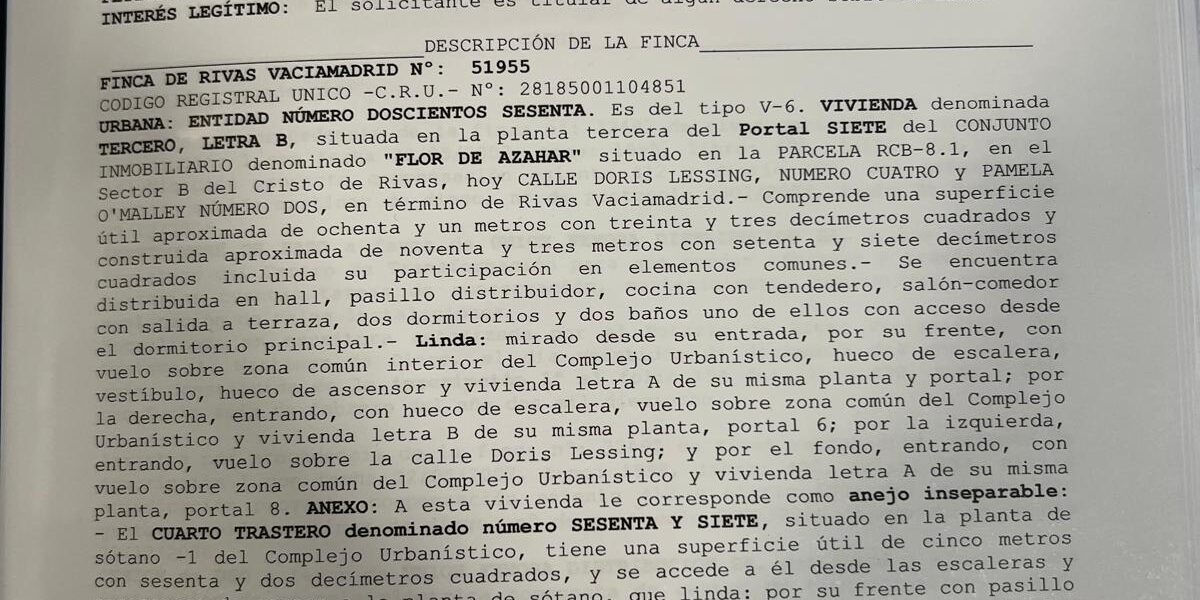 INTERÉS LEGÍTIMO: El solicitante es titular de algún derecho
DESCRIPCIÓN DE LA FINCA
FINCA DE RIVAS VACIAMADRID Nº: 51955
CODIGO REGISTRAL UNICO -C.R.U.- Nº: 28185001104851
URBANA: ENTIDAD NÚMERO DOSCIENTOS SESENTA. Es del tipo V-6. VIVIENDA denominada
TERCERO, LETRA B, situada en la planta tercera del Portal SIETE del CONJUNTO
INMOBILIARIO denominado "FLOR DE AZAHAR" situado en la PARCELA RCB-8.1, en el
Sector B del Cristo de Rivas, hoy CALLE DORIS LESSING, NUMERO CUATRO y PAMELA
O'MALLEY NÚMERO DOS, en término de Rivas Vaciamadrid.- Comprende una superficie
útil aproximada de ochenta y un metros con treinta y tres decímetros cuadrados y
construida aproximada de noventa y tres metros con setenta y siete decímetros
cuadrados incluida su participación en elementos comunes.- Se encuentra
distribuida en hall, pasillo distribuidor, cocina con tendedero, salón-comedor
con salida a terraza, dos dormitorios y dos baños uno de ellos con acceso desde
el dormitorio principal.- Linda: mirado desde su entrada, por su frente, con
vuelo sobre zona común interior del Complejo Urbanístico, hueco de escalera,
vestíbulo, hueco de ascensor y vivienda letra A de su misma planta y portal; por
la derecha, entrando, con hueco de escalera, vuelo sobre zona común del Complejo
Urbanístico y vivienda letra B de su misma planta, portal 6; por la izquierda,
entrando, vuelo sobre la calle Doris Lessing; y por el fondo, entrando, con
vuelo sobre zona común del Complejo Urbanístico y vivienda letra A de su misma
planta, portal 8. ANEXO: A esta vivienda le corresponde como anejo inseparable:
- El CUARTO TRASTERO denominado número SESENTA Y SIETE, situado en la planta de
sótano -1 del Complejo Urbanístico, tiene una superficie útil de cinco metros
con sesenta y dos decímetros cuadrados, y se accede a él desde las escaleras y
planta de sótano, que linda: por su frente con pasillo